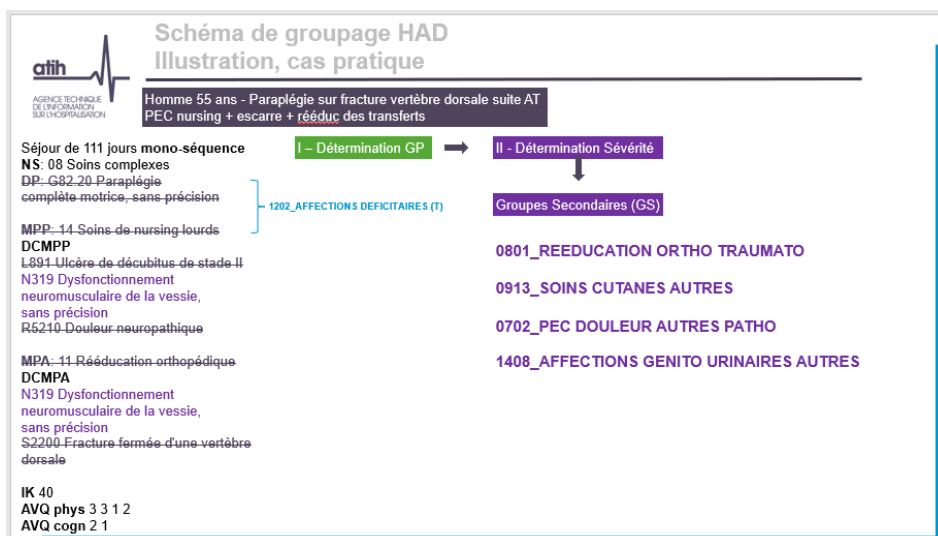 Schéma de groupage HAD
Illustration, cas pratique
atih
AGENCE TECHNIQUE
DE L'INFORMATION
SUR L'HOSPITALISATION
Homme 55 ans - Paraplégie sur fracture vertèbre dorsale suite AT
PEC nursing + escarre + rééduc des transferts
Séjour de 111 jours mono-séquence
NS: 08 Soins complexes
DP: G82.20 Paraplégie
complète motrice, sans précision
MPP: 14 Soins de nursing lourds
DCMPP
L891 Ulcère de décubitus de stade II
N319 Dysfonctionnement
neuromusculaire de la vessie,
sans précision
R5210 Douleur neuropathique
MPA: 11 Rééducation orthopédique
DCMPA
N319 Dysfonctionnement
neuromusculaire de la vessie,
sans précision
S2200 Fracture fermée d'une vertèbre
dorsale
IK 40
AVQ phys 3 3 1 2
AVQ cogn 2 1
I – Détermination GP
1202_AFFECTIONS DEFICITAIRES (T)
II - Détermination Sévérité
Groupes Secondaires (GS)
0801_REEDUCATION ORTHO TRAUMATO
0913_SOINS CUTANES AUTRES
0702_PEC DOULEUR AUTRES PATHO
1408_AFFECTIONS GENITO URINAIRES AUTRES